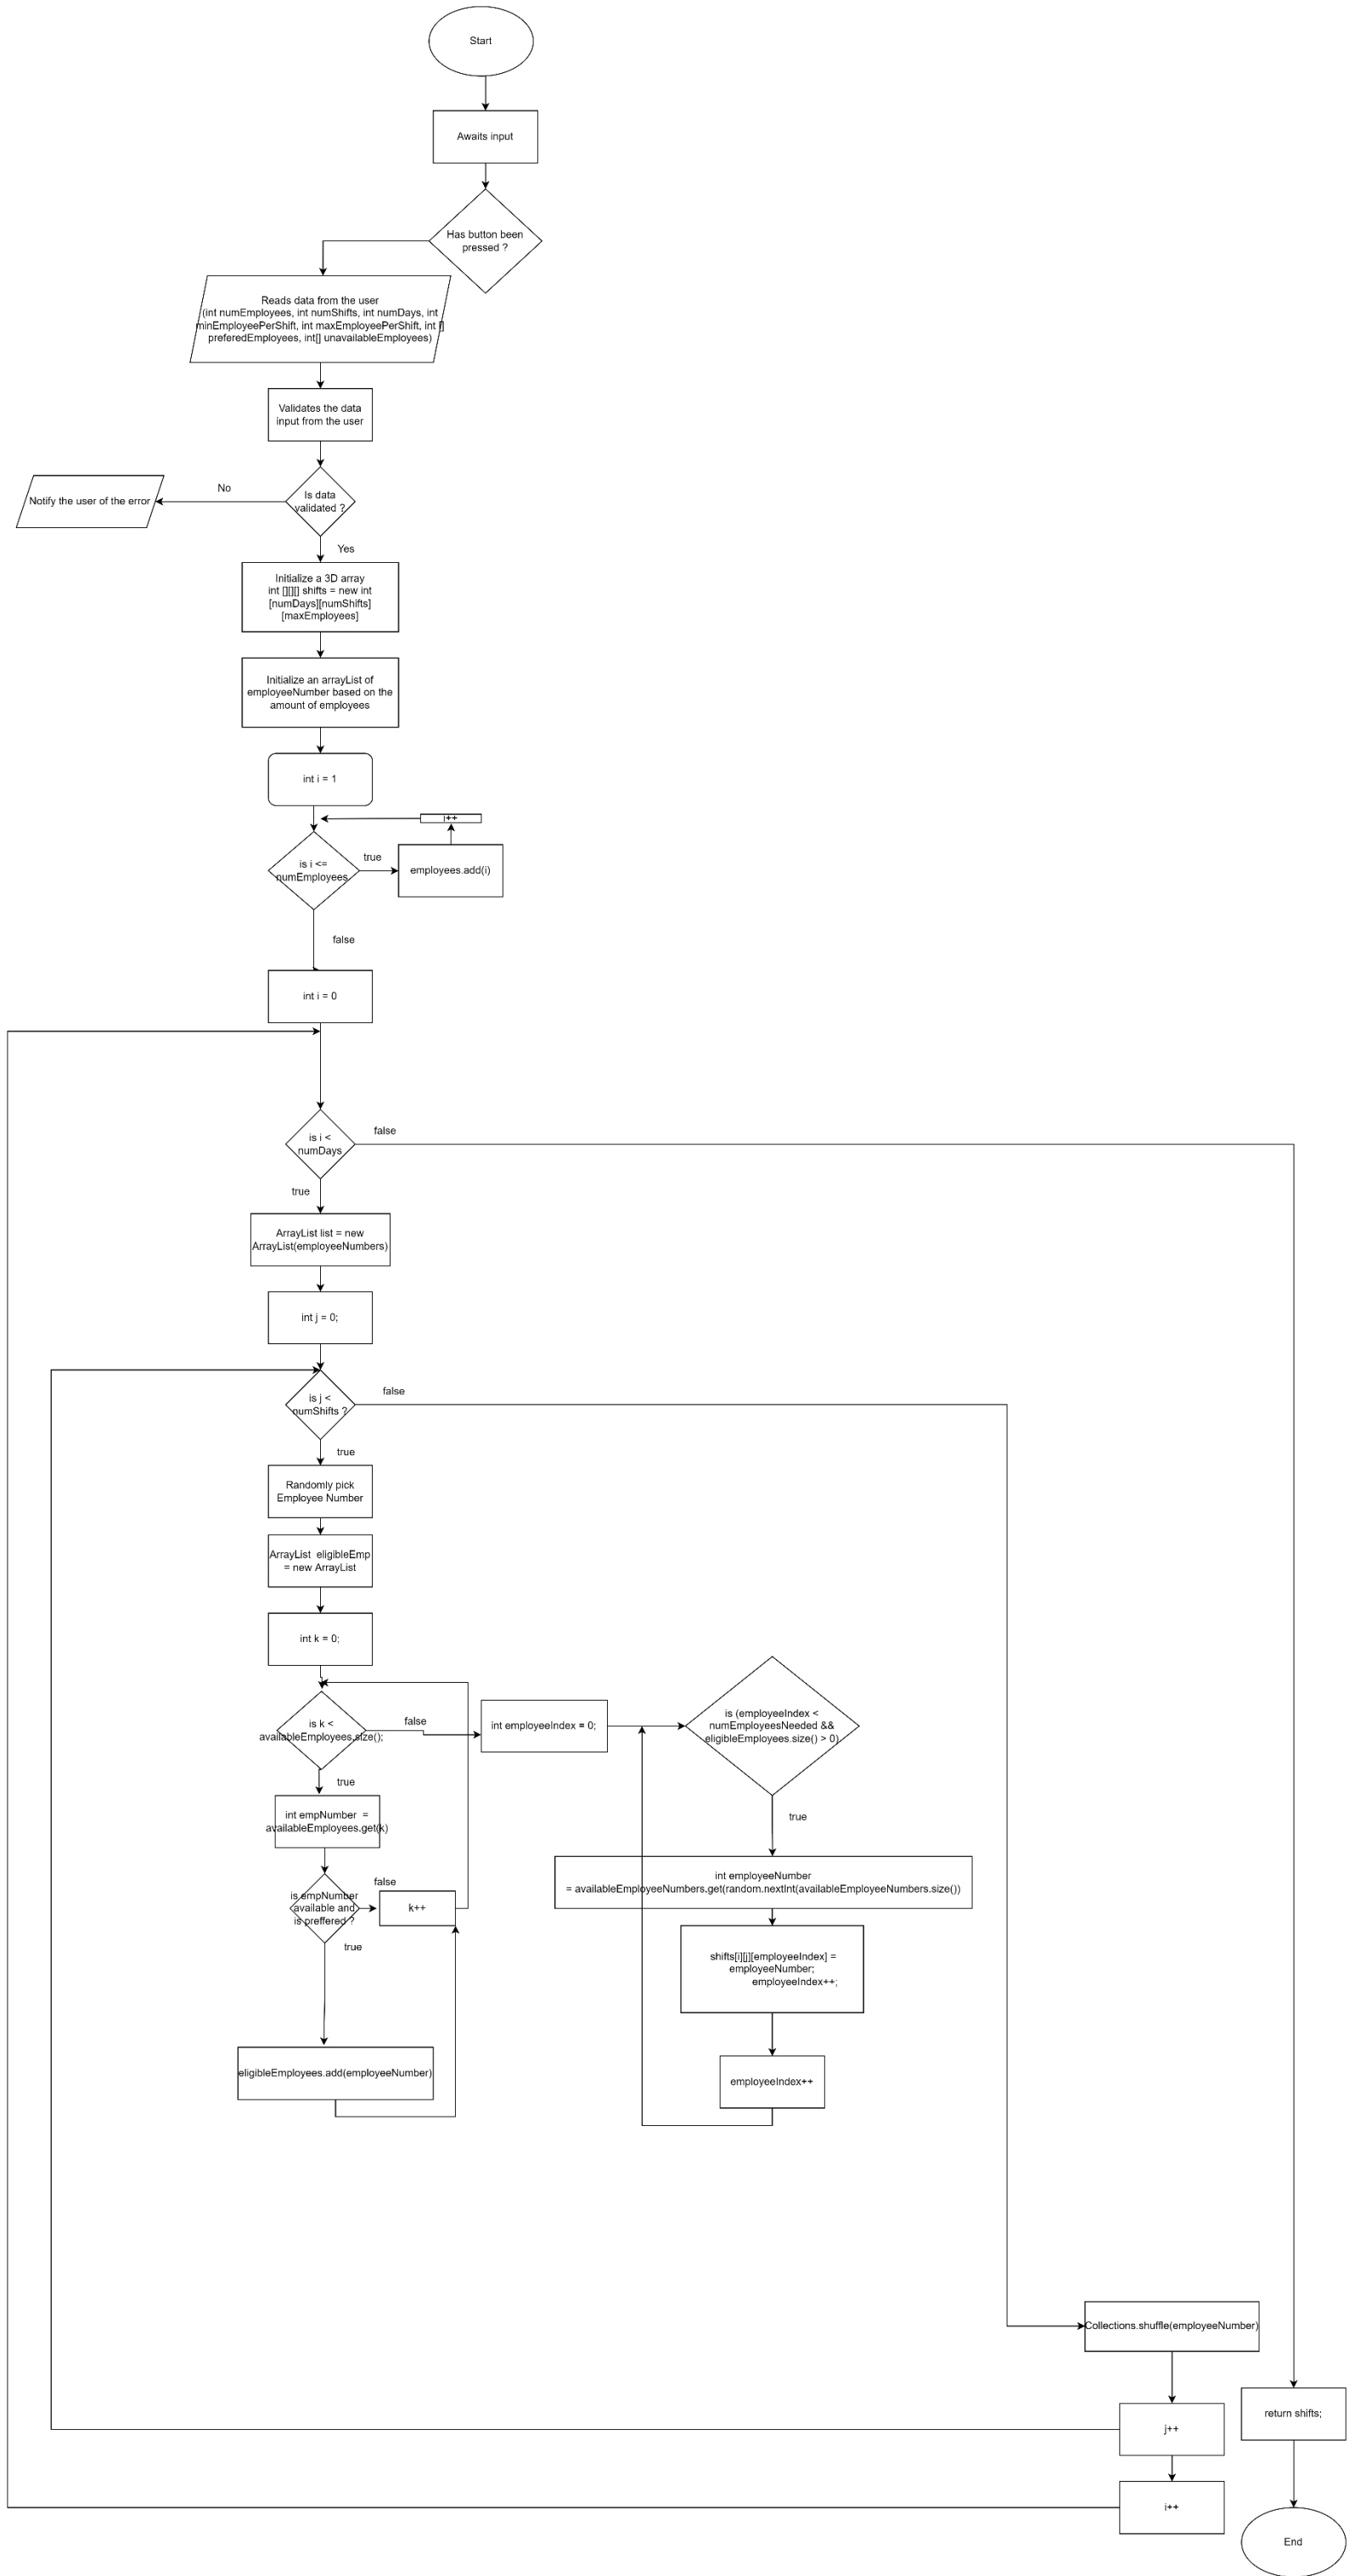 Start
Awaits input
Has button been
pressed ?
Reads data from the user
(int numEmployees, int numShifts, int numDays, int
minEmployeePerShift, int maxEmployeePerShift, int []
preferedEmployees, int[] unavailableEmployees)
Validates the data
input from the user
Is data
validated ?
No
Notify the user of the error
Yes
Initialize a 3D array
int [][][] shifts = new int
[numDays][numShifts]
[maxEmployees]
Initialize an arrayList of
employeeNumber based on the
amount of employees
int i = 1
i++
is i <=
numEmployees
true
employees.add(i)
false
int i = 0
is i <
numDays
false
true
ArrayList list = new
ArrayList(employeeNumbers)
int j = 0;
is j <
numShifts ?
false
true
Randomly pick
Employee Number
ArrayList eligibleEmp
= new ArrayList
int k = 0;
is k <
availableEmployees.size();
false
int employeeIndex = 0;
is (employeeIndex <
numEmployeesNeeded &&
eligibleEmployees.size() > 0)
true
int empNumber =
availableEmployees.get(k)
true
int employeeNumber
= availableEmployeeNumbers.get(random.nextInt(availableEmployeeNumbers.size())
is empNumber
available and
is preffered ?
false
k++
true
shifts[i][j][employeeIndex] =
employeeNumber;
employeeIndex++;
eligibleEmployees.add(employeeNumber)
employeeIndex++
Collections.shuffle(employeeNumber)
j++
return shifts;
i++
End